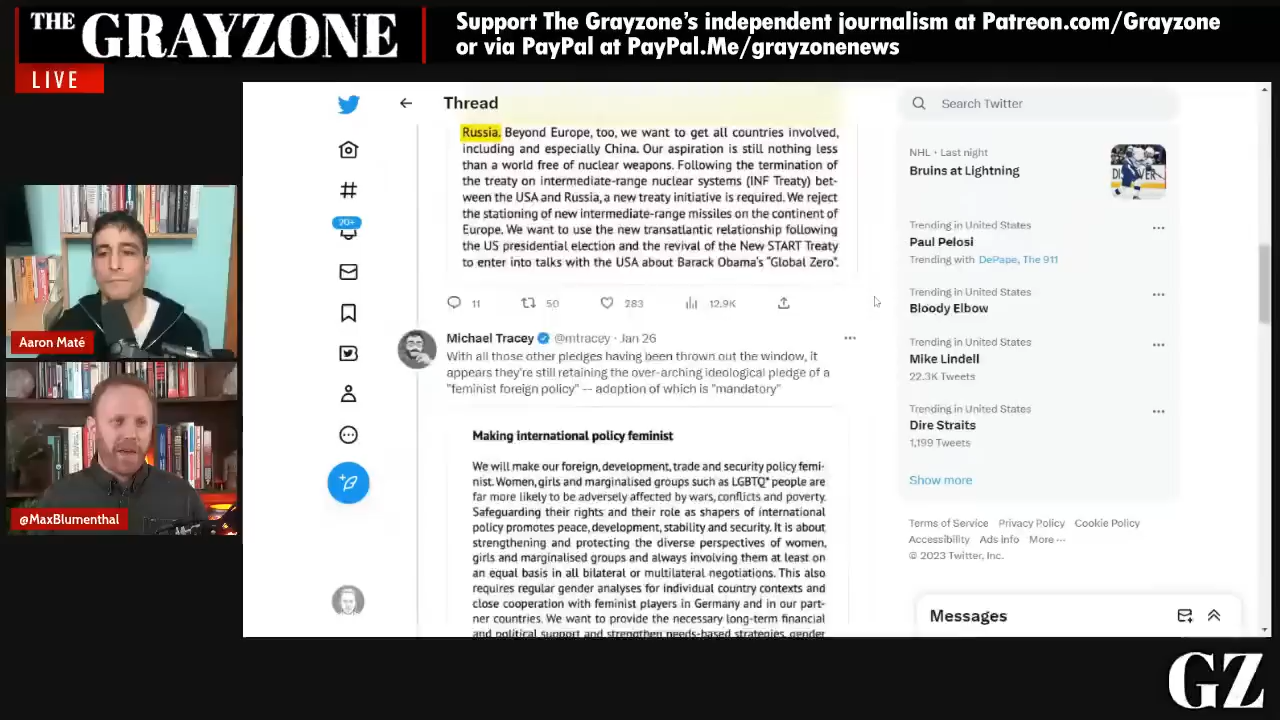 THE GRAYZONE
LIVE
Support The Grayzone's independent journalism at Patreon.com/Grayzone
or via PayPal at PayPal.Me/grayzonenews
Aaron Maté
@MaxBlumenthal
20+
Thread
Russia. Beyond Europe, too, we want to get all countries involved,
including and especially China. Our aspiration is still nothing less
than a world free of nuclear weapons. Following the termination of
the treaty on intermediate-range nuclear systems (INF Treaty) bet-
ween the USA and Russia, a new treaty initiative is required. We reject
the stationing of new intermediate-range missiles on the continent of
Europe. We want to use the new transatlantic relationship following
the US presidential election and the revival of the New START Treaty
to enter into talks with the USA about Barack Obama's "Global Zero".
11 50 283 12.9K
Michael Tracey @mtracey · Jan 26
With all those other pledges having been thrown out the window, it
appears they're still retaining the over-arching ideological pledge of a
"feminist foreign policy" -- adoption of which is "mandatory"
Making international policy feminist
We will make our foreign, development, trade and security policy femi-
nist. Women, girls and marginalised groups such as LGBTQ* people are
far more likely to be adversely affected by wars, conflicts and poverty.
Safeguarding their rights and their role as shapers of international
policy promotes peace, development, stability and security. It is about
strengthening and protecting the diverse perspectives of women,
girls and marginalised groups and always involving them at least on
an equal basis in all bilateral or multilateral negotiations. This also
requires regular gender analyses for individual country contexts and
close cooperation with feminist players in Germany and in our part-
ner countries. We want to provide the necessary long-term financial
and political support and strengthen needs-based strategies, gender
Search Twitter
NHL · Last night
Bruins at Lightning
Trending in United States
Paul Pelosi
Trending with DePape, The 911
Trending in United States
Bloody Elbow
Trending in United States
Mike Lindell
22.3K Tweets
Trending in United States
Dire Straits
1,199 Tweets
Show more
Terms of Service Privacy Policy Cookie Policy
Accessibility Ads info More ···
© 2023 Twitter, Inc.
Messages
GZ